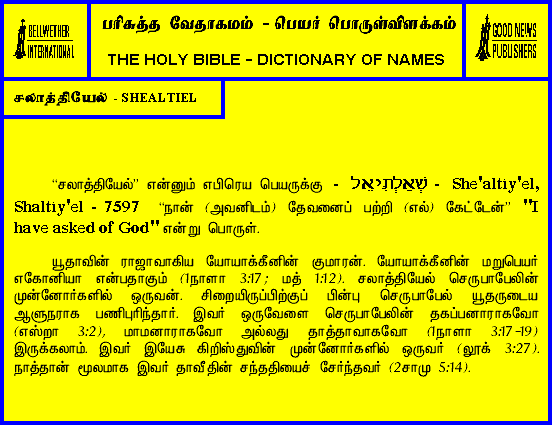 BELLWETHER
INTERNATIONAL
பரிசுத்த வேதாகமம் - பெயர் பொருள்விளக்கம்
THE HOLY BIBLE - DICTIONARY OF NAMES
GOOD NEWS
PUBLISHERS
சலாத்தியேல் - SHEALTIEL
“சலாத்தியேல்” என்னும் எபிரெய பெயருக்கு - שְׁאַלְתִּיאֵל - She'altiy'el,
Shaltiy'el - 7597 “நான் (அவனிடம்) தேவனைப் பற்றி (எல்) கேட்டேன்” "I
have asked of God" என்று பொருள்.
யூதாவின் ராஜாவாகிய யோயாக்கீனின் குமாரன். யோயாக்கீனின் மறுபெயர்
எகோனியா என்பதாகும் (1நாளா 3:17; மத் 1:12). சலாத்தியேல் செருபாபேலின்
முன்னோர்களில் ஒருவன். சிறையிருப்பிற்குப் பின்பு செருபாபேல் யூதருடைய
ஆளுநராக பணிபுரிந்தார். இவர் ஒருவேளை செருபாபேலின் தகப்பனாராகவோ
(எஸ்றா 3:2), மாமனாராகவோ அல்லது தாத்தாவாகவோ (1நாளா 3:17-19)
இருக்கலாம். இவர் இயேசு கிறிஸ்துவின் முன்னோர்களில் ஒருவர் (லூக் 3:27).
நாத்தான் மூலமாக இவர் தாவீதின் சந்ததியைச் சேர்ந்தவர் (2சாமு 5:14).